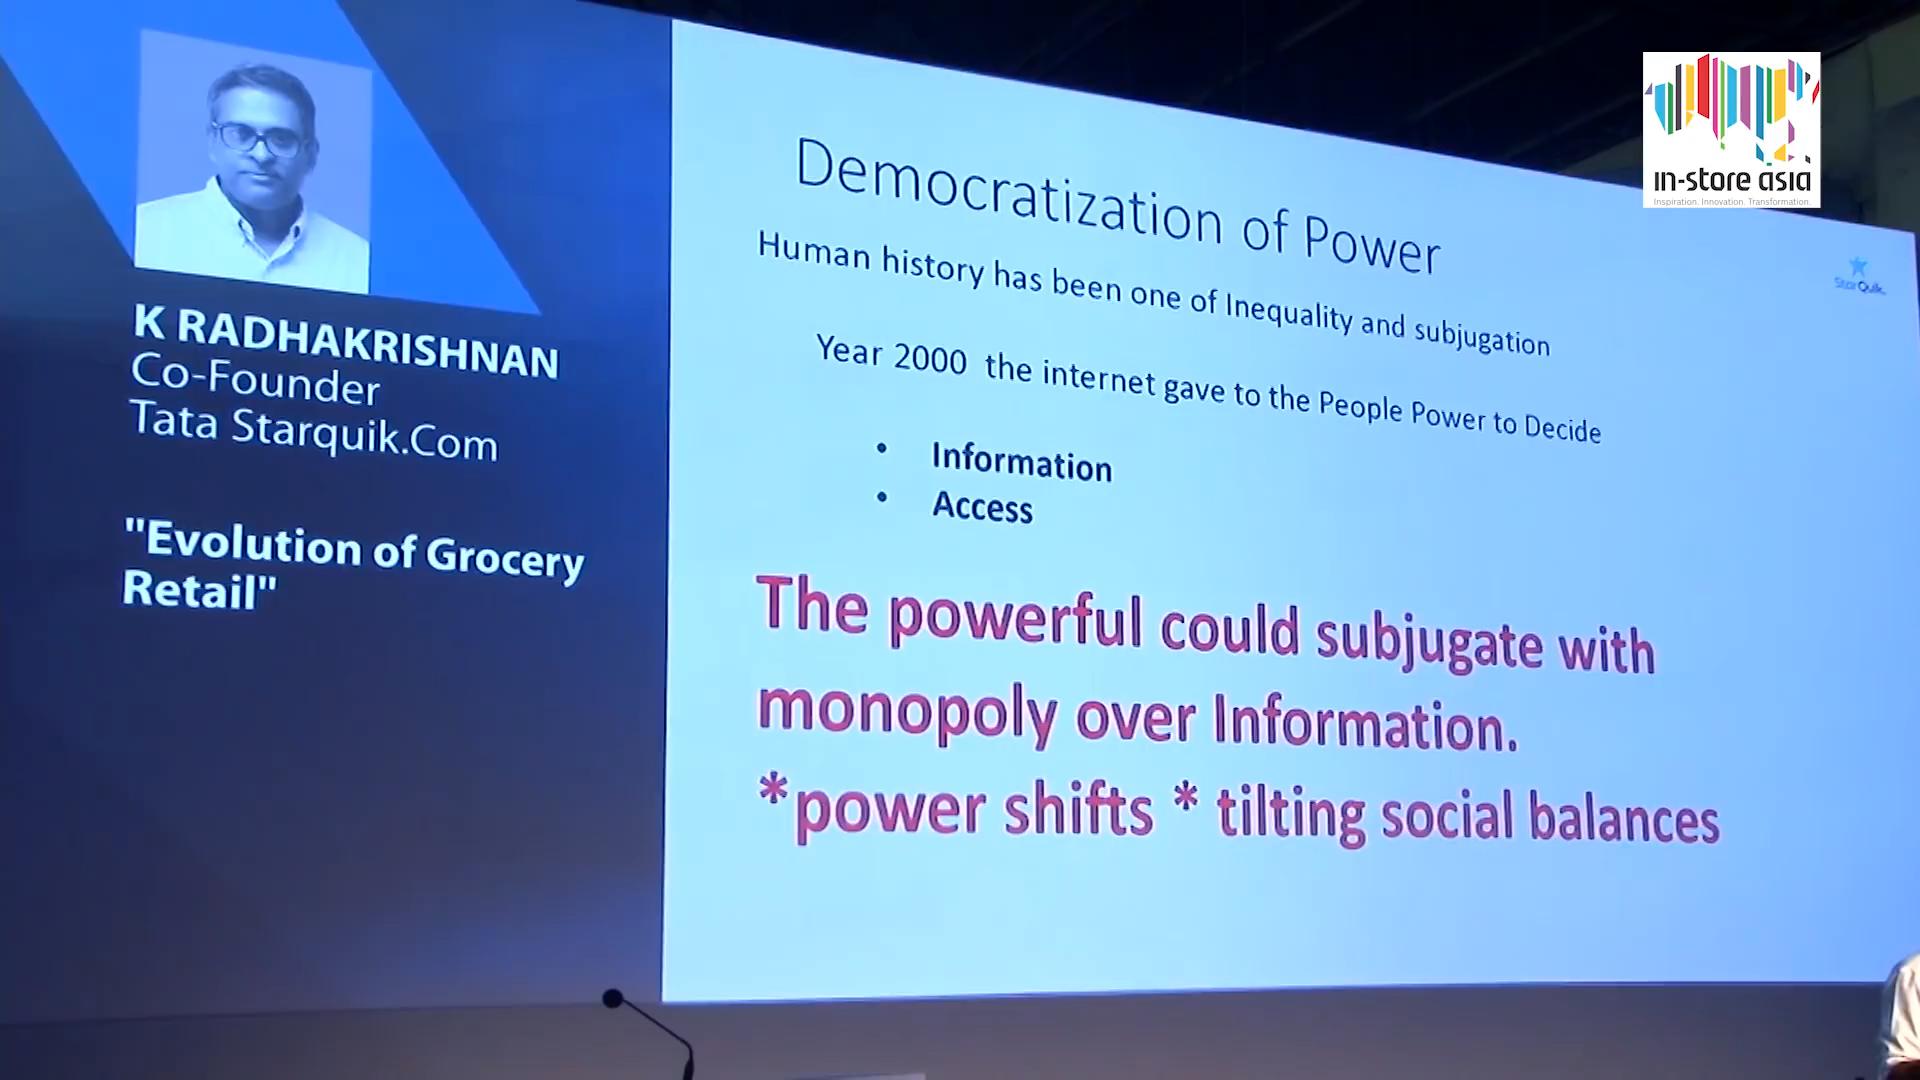 K RADHAKRISHNAN
Co-Founder
Tata Starquik.Com
"Evolution of Grocery
Retail"
Democratization of Power
Human history has been one of Inequality and subjugation
Year 2000 the internet gave to the People Power to Decide
• Information
• Access
The powerful could subjugate with
monopoly over Information.
*power shifts * tilting social balances
in-store asia
Inspiration. Innovation. Transformation.
StarQuik